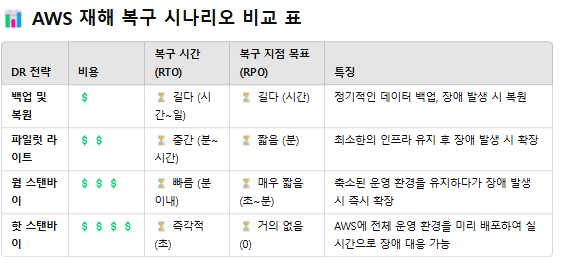 📊 AWS 재해 복구 시나리오 비교 표
DR 전략
비용
복구 시간
(RTO)
복구 지점 목표
(RPO)
특징
백업 및
복원
$
⏳ 길다 (시
간~일)
⏳ 길다 (시간)
정기적인 데이터 백업, 장애 발생 시 복원
파일럿 라
이트
$ $
⏳ 중간 (분~
시간)
⏳ 짧음 (분)
최소한의 인프라 유지 후 장애 발생 시 확장
웜 스탠바
이
$ $ $
⏳ 빠름 (분
이내)
⏳ 매우 짧음
(초~분)
축소된 운영 환경을 유지하다가 장애 발생
시 즉시 확장
핫 스탠바
이
$ $ $ $
⏳ 즉각적
(초)
⏳ 거의 없음
(0)
AWS에 전체 운영 환경을 미리 배포하여 실
시간으로 장애 대응 가능